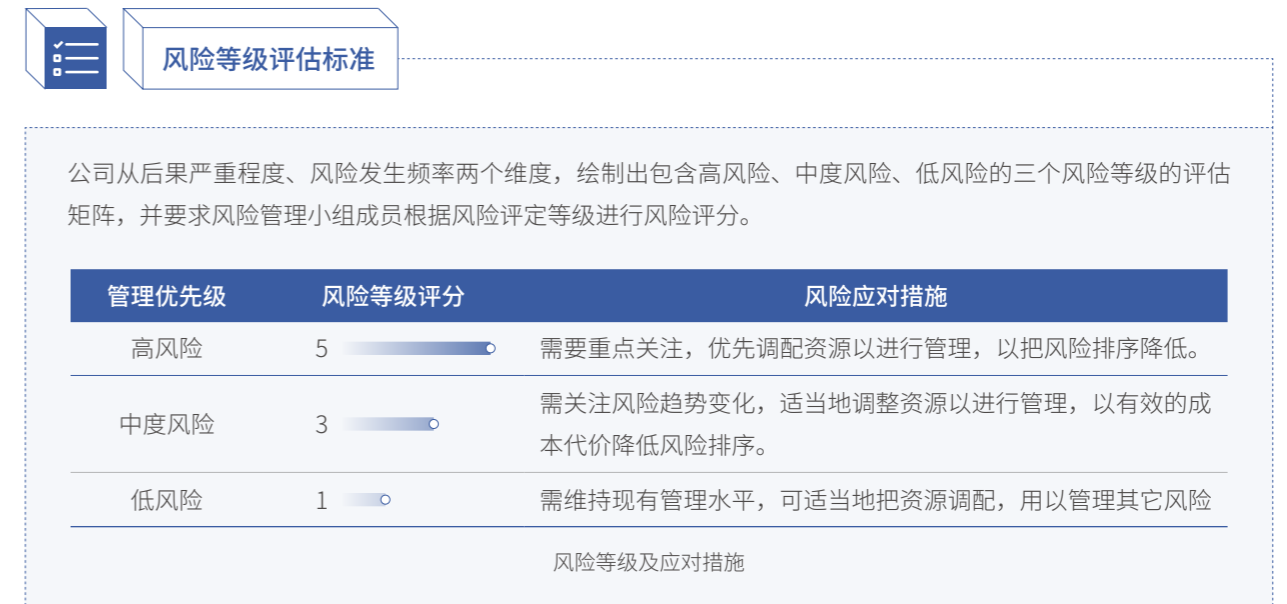 风险等级评估标准
公司从后果严重程度、风险发生频率两个维度，绘制出包含高风险、中度风险、低风险的三个风险等级的评估
矩阵，并要求风险管理小组成员根据风险评定等级进行风险评分。
管理优先级 风险等级评分 风险应对措施
高风险 5 需要重点关注，优先调配资源以进行管理，以把风险排序降低。
中度风险 3 需关注风险趋势变化，适当地调整资源以进行管理，以有效的成
本代价降低风险排序。
低风险 1 需维持现有管理水平，可适当地把资源调配，用以管理其它风险
风险等级及应对措施